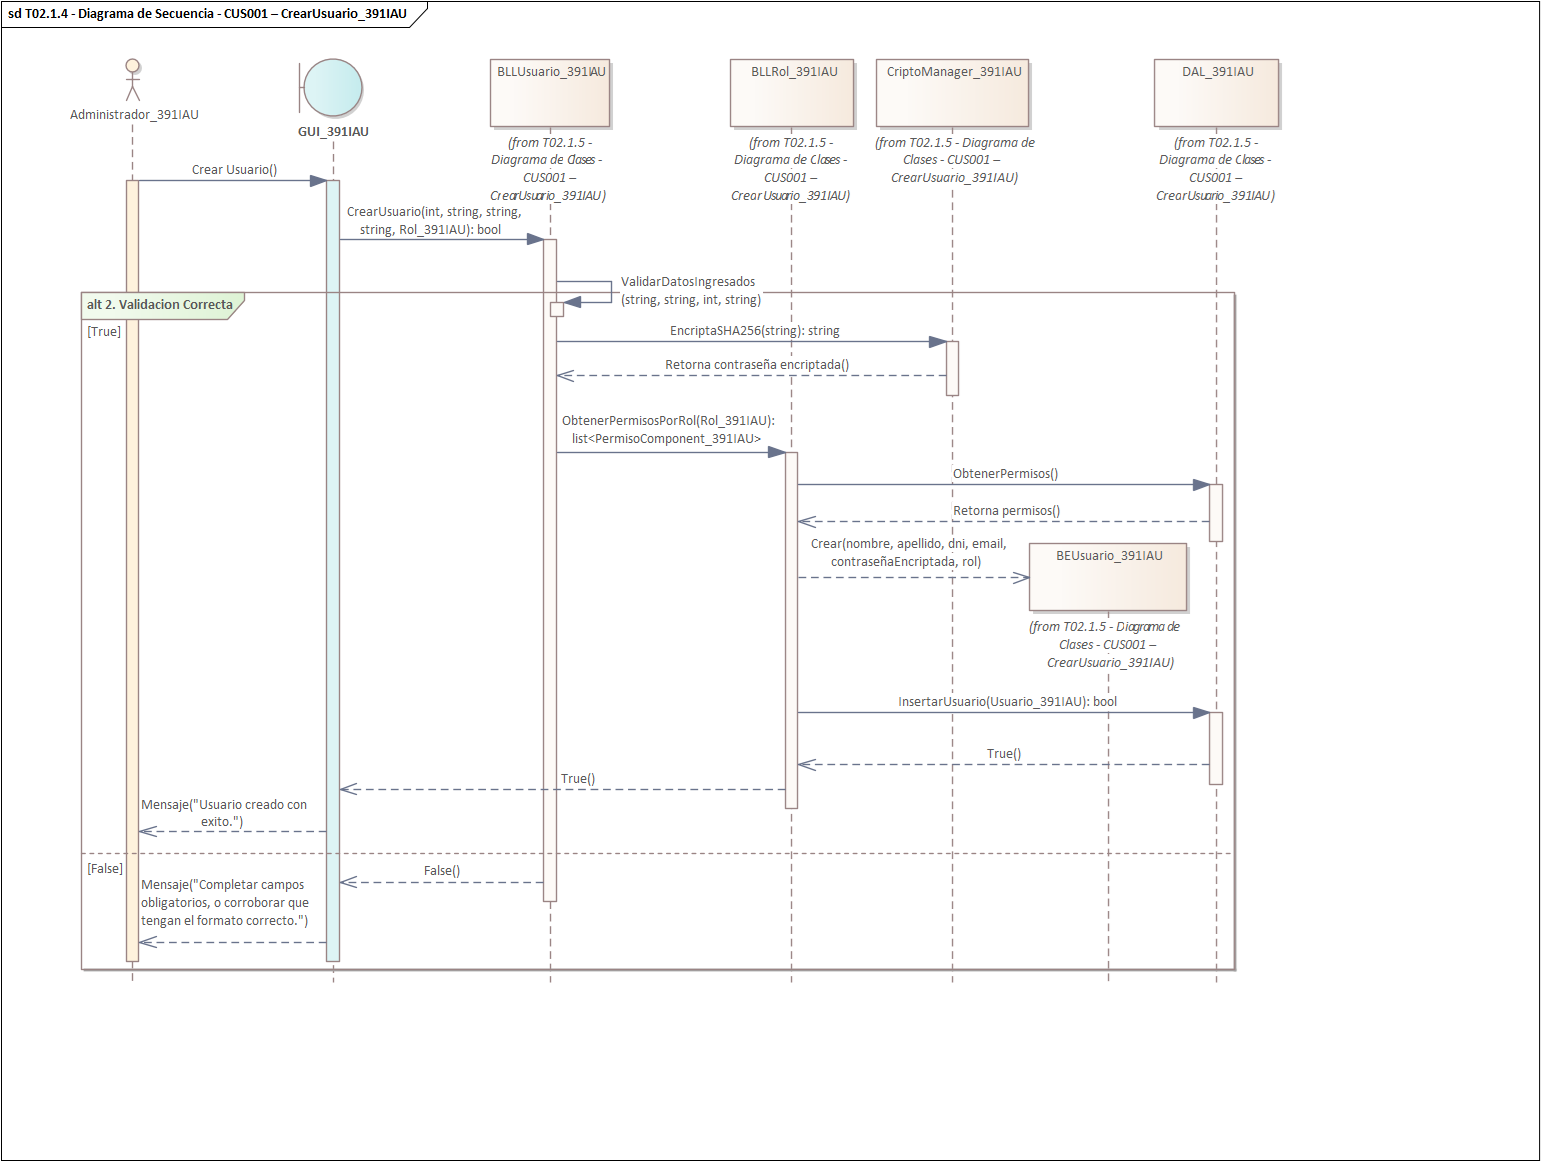 sd T02.1.4 - Diagrama de Secuencia - CUS001 – CrearUsuario_391IAU
Administrador_391IAU
GUI_391IAU
BLLUsuario_391IAU
(from T02.1.5 -
Diagrama de Clases -
CUS001 –
CrearUsuario_391IAU)
BLLRol_391IAU
(from T02.1.5 -
Diagrama de Clases -
CUS001 –
CrearUsuario_391IAU)
CriptoManager_391IAU
(from T02.1.5 - Diagrama de
Clases - CUS001 –
CrearUsuario_391IAU)
DAL_391IAU
(from T02.1.5 -
Diagrama de Clases -
CUS001 –
CrearUsuario_391IAU)
Crear Usuario()
CrearUsuario(int, string, string,
string, Rol_391IAU): bool
ValidarDatosIngresados
(string, string, int, string)
alt 2. Validacion Correcta
[True]
EncriptaSHA256(string): string
Retorna contraseña encriptada()
ObtenerPermisosPorRol(Rol_391IAU):
list<PermisoComponent_391IAU>
ObtenerPermisos()
Retorna permisos()
Crear(nombre, apellido, dni, email,
contraseñaEncriptada, rol)
BEUsuario_391IAU
(from T02.1.5 - Diagrama de
Clases - CUS001 –
CrearUsuario_391IAU)
InsertarUsuario(Usuario_391IAU): bool
True()
True()
Mensaje("Usuario creado con
exito.")
[False]
False()
Mensaje("Completar campos
obligatorios, o corroborar que
tengan el formato correcto.")